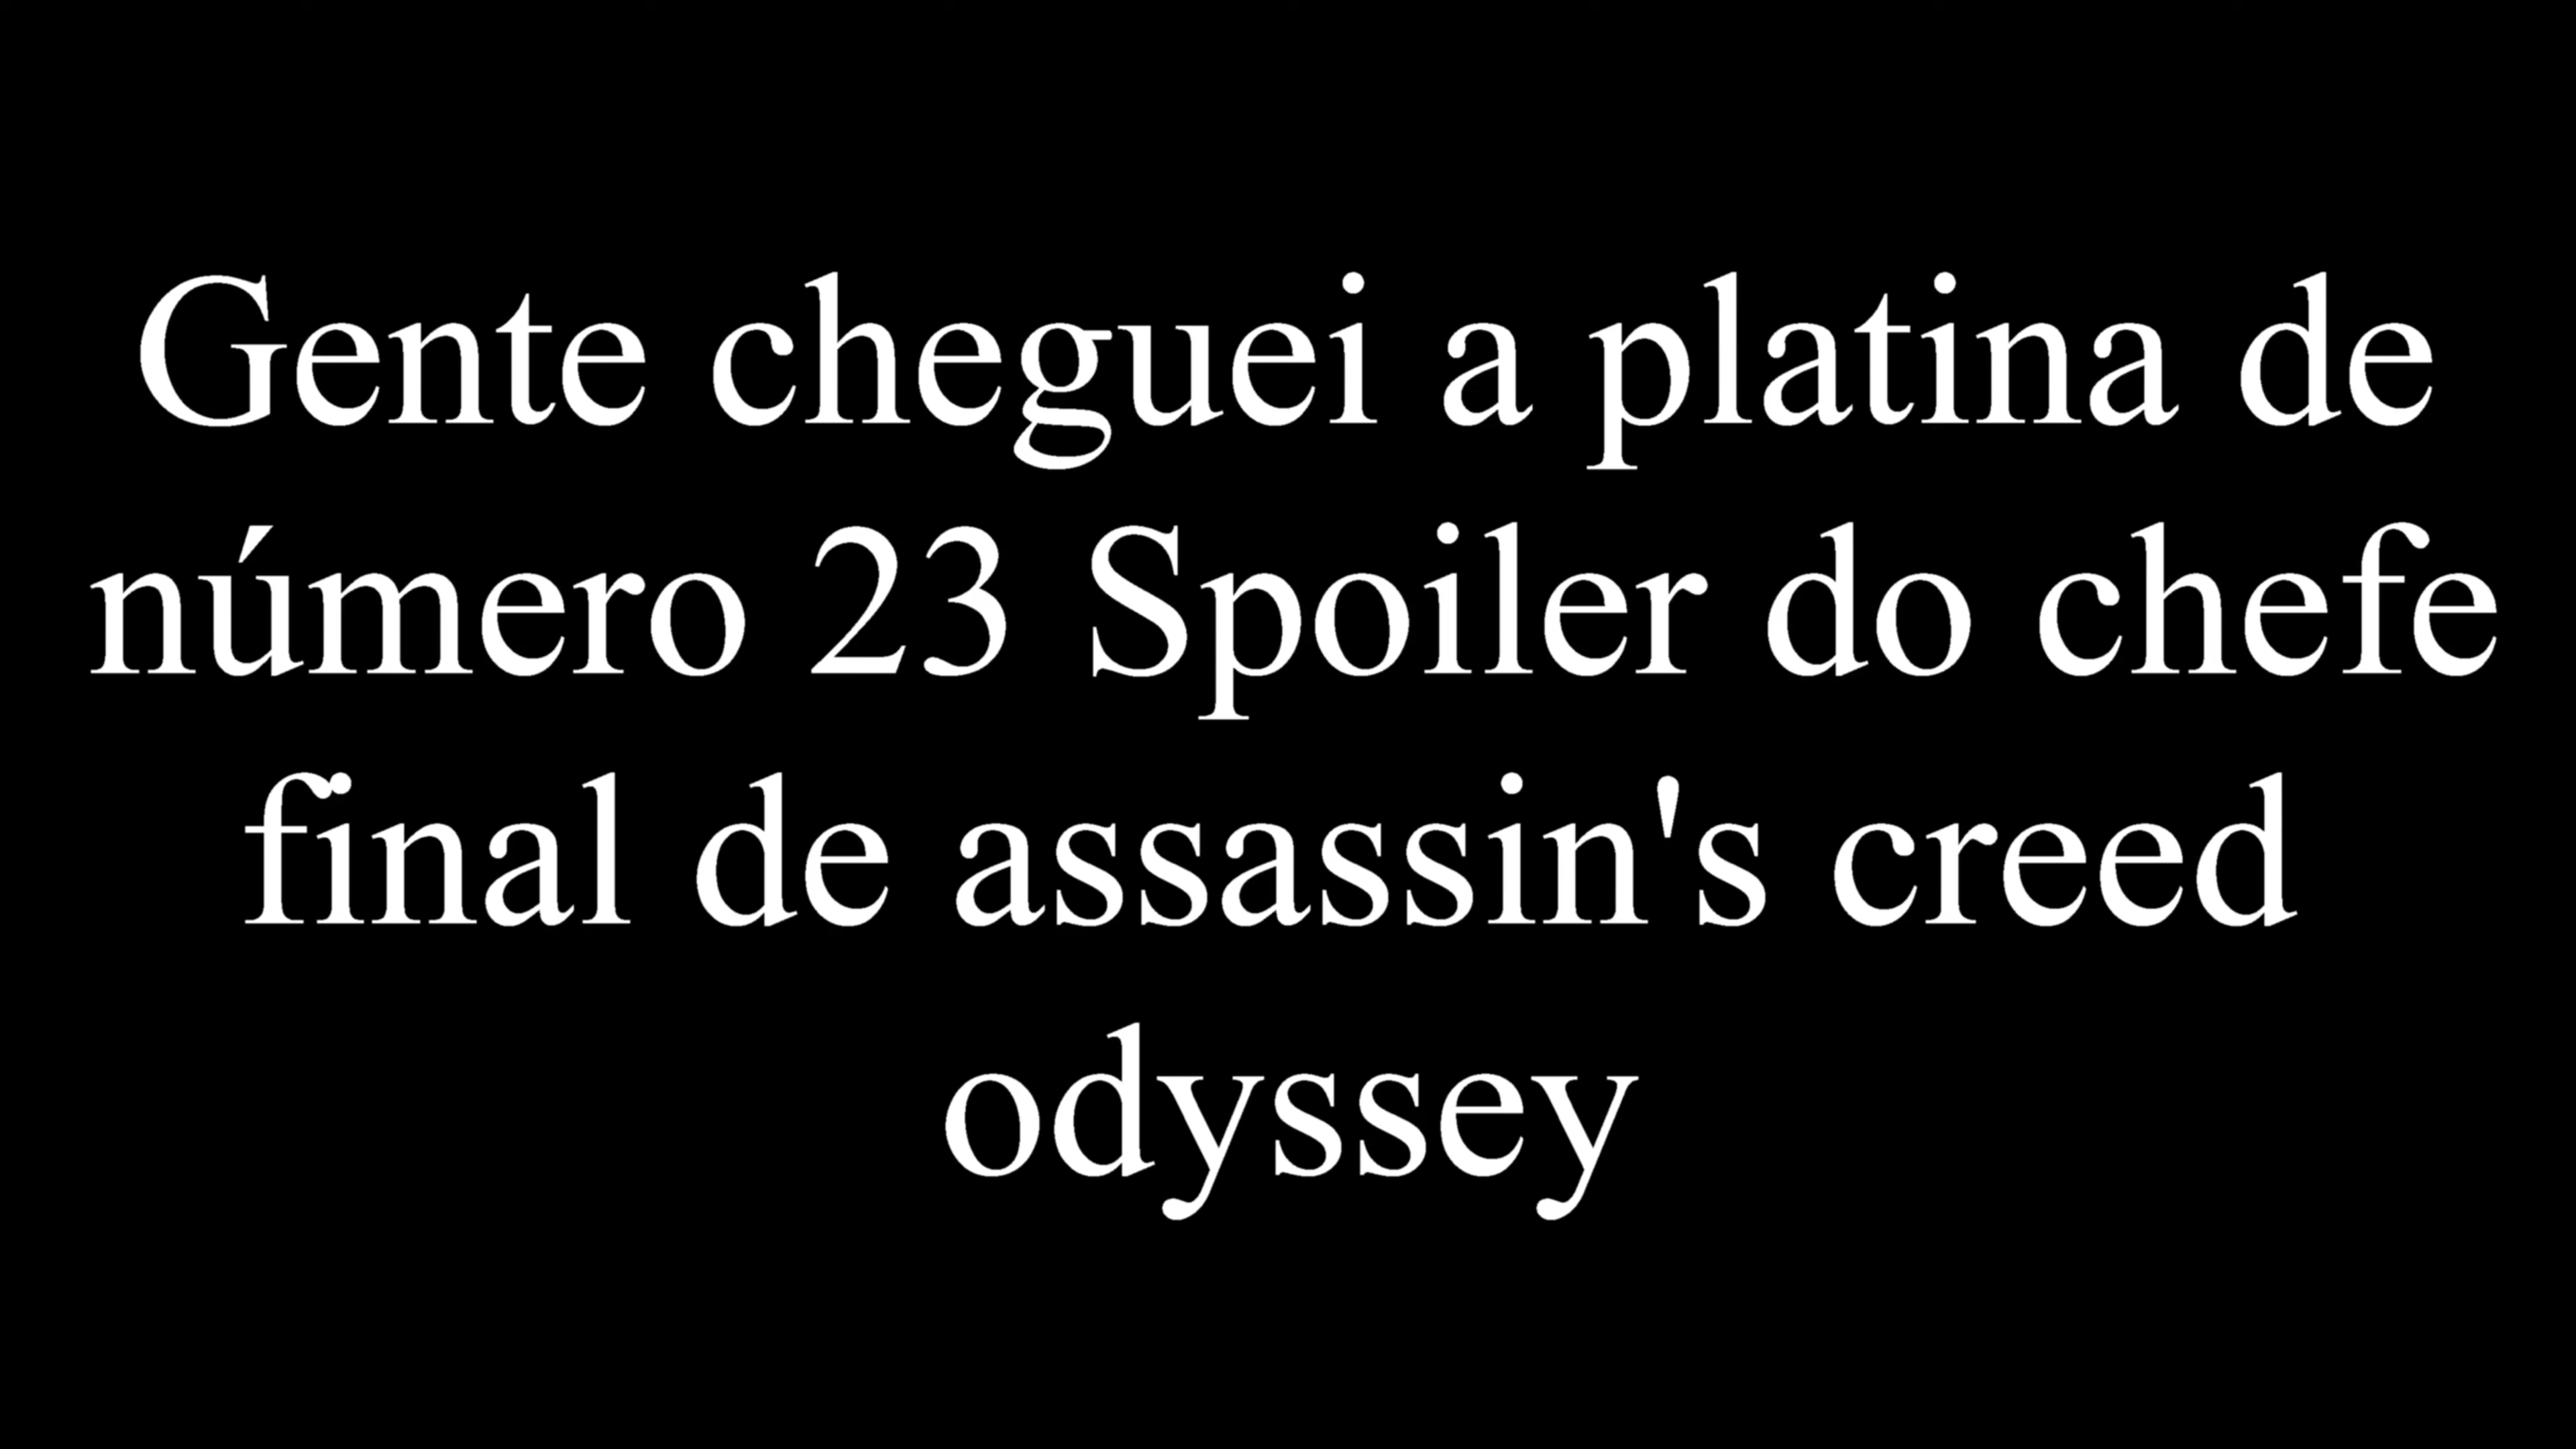 Gente cheguei a platina de
número 23 Spoiler do chefe
final de assassin's creed
odyssey